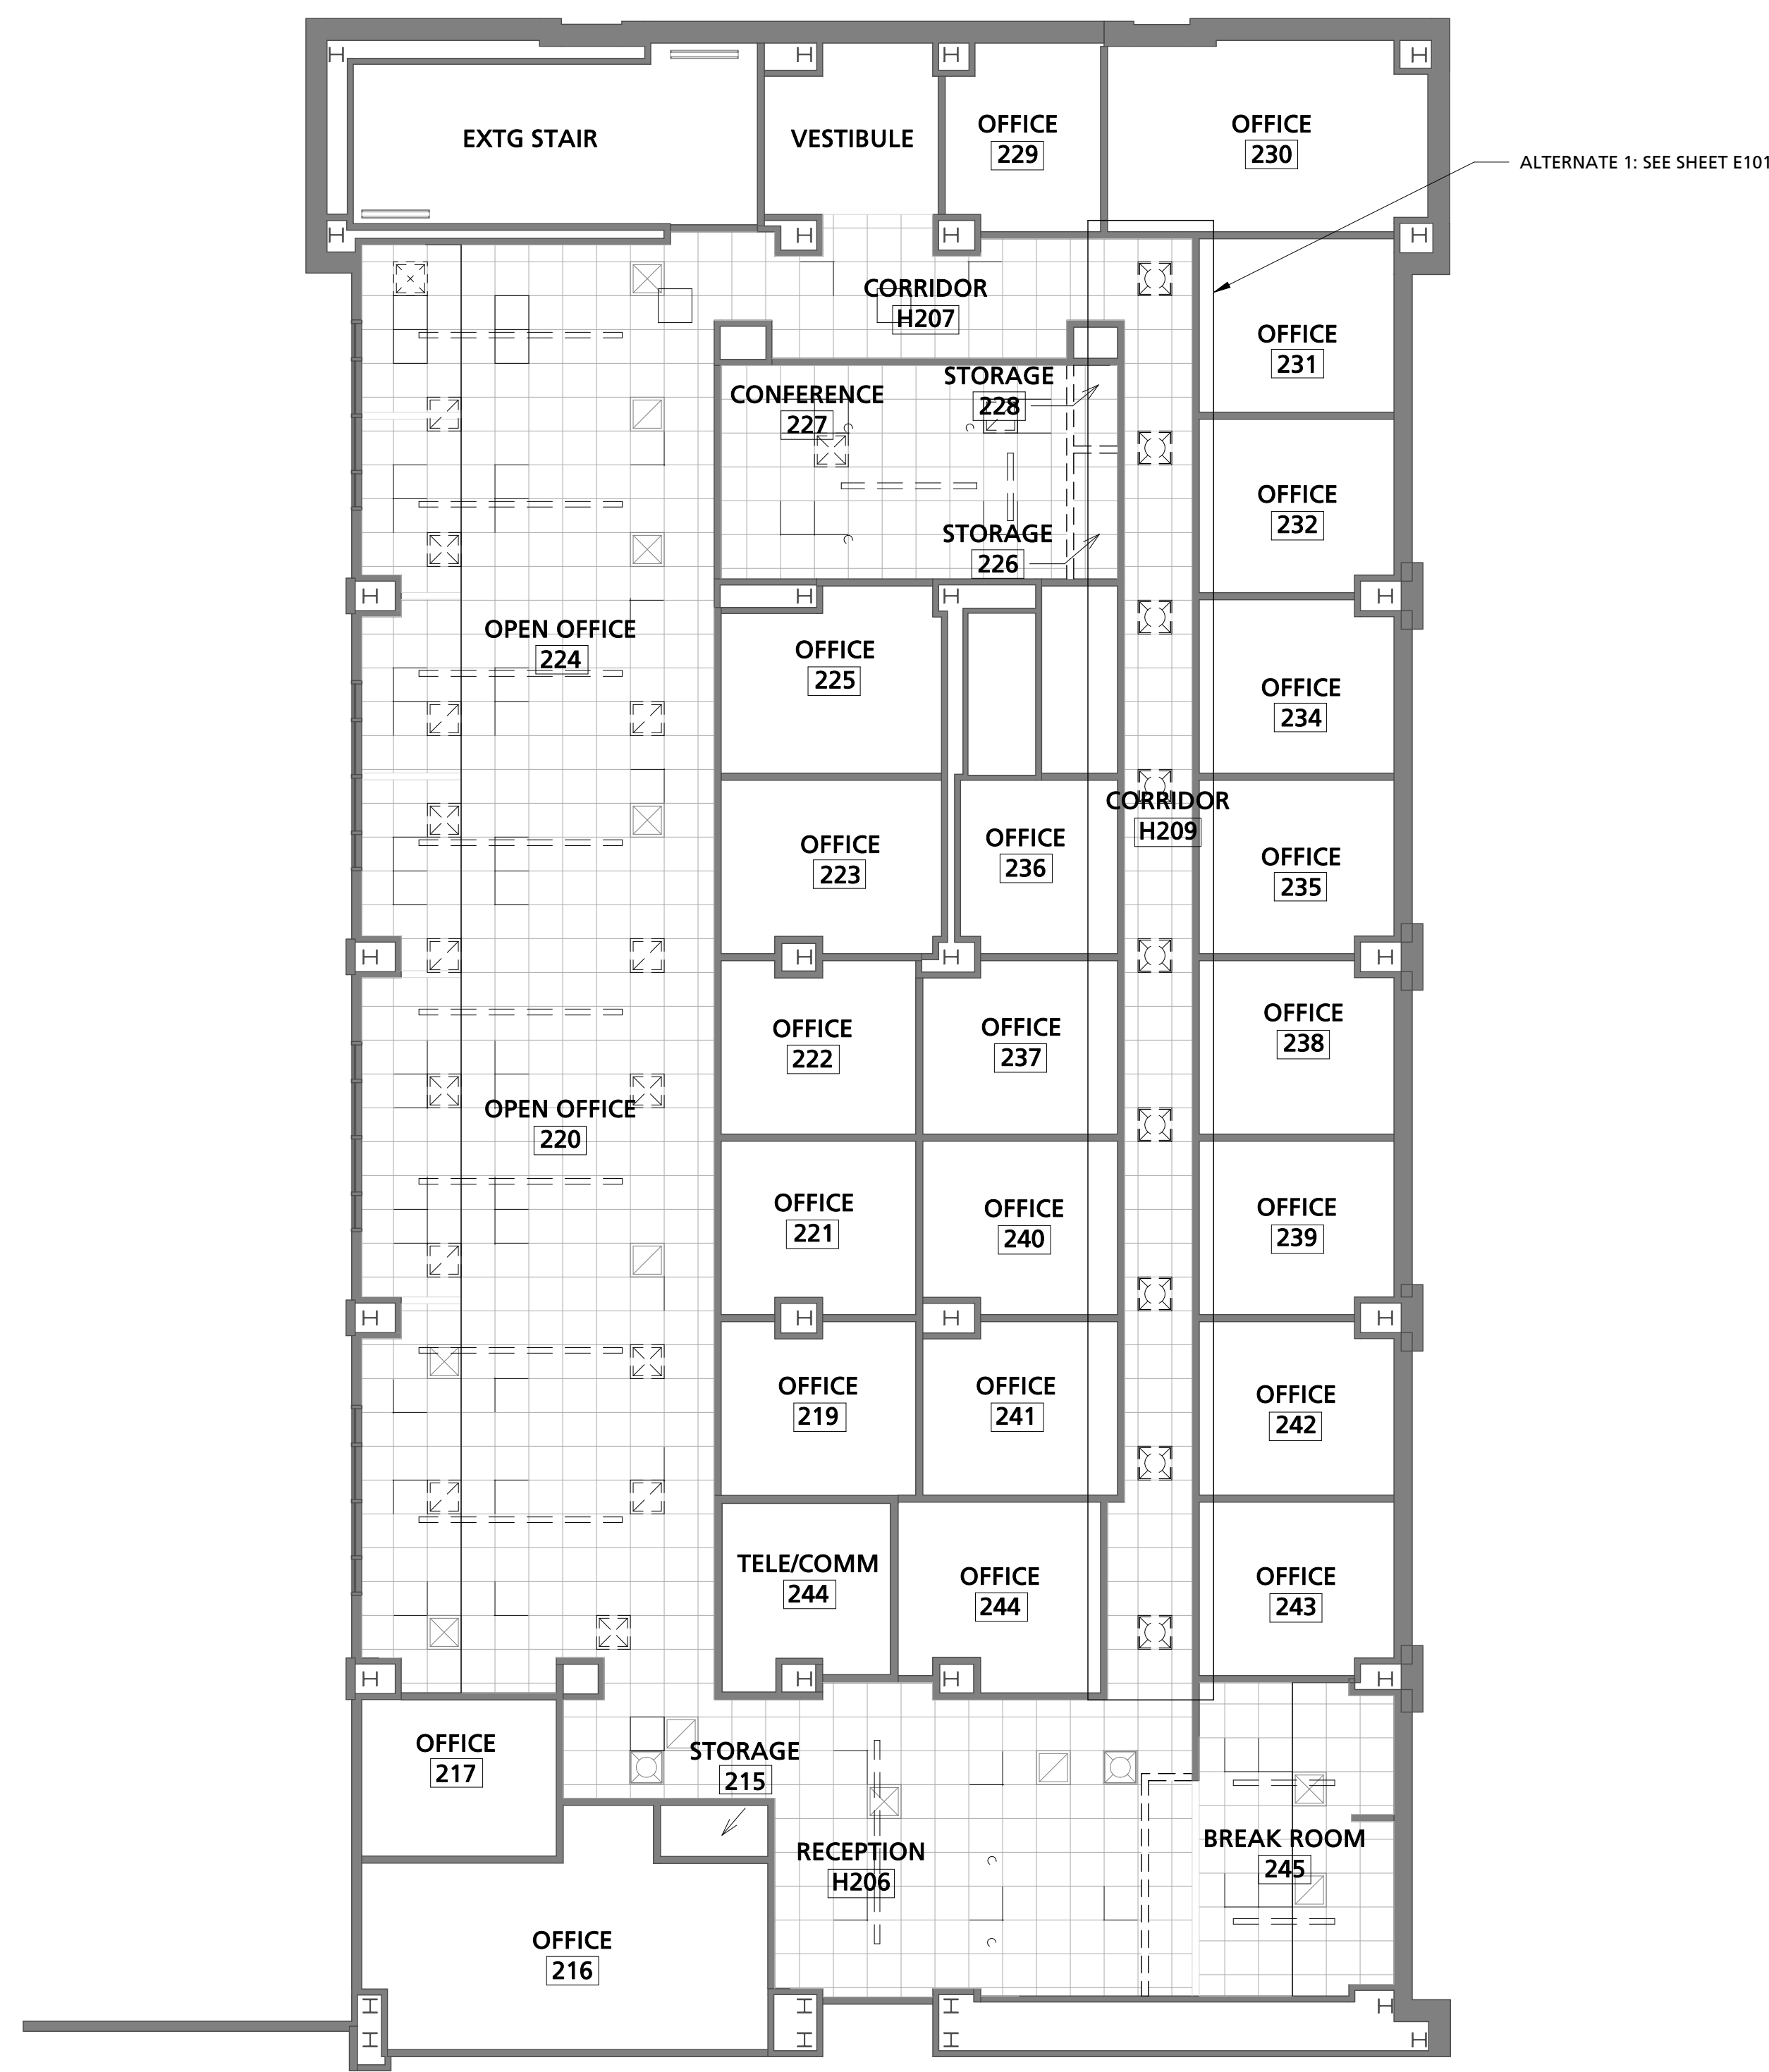 EXTG STAIR
VESTIBULE
OFFICE
229
OFFICE
230
ALTERNATE 1: SEE SHEET E101
CORRIDOR
H207
OFFICE
231
CONFERENCE
227
STORAGE
228
OFFICE
232
STORAGE
226
OPEN OFFICE
224
OFFICE
225
OFFICE
234
CORRIDOR
H209
OFFICE
223
OFFICE
236
OFFICE
235
OFFICE
222
OFFICE
237
OFFICE
238
OPEN OFFICE
220
OFFICE
221
OFFICE
240
OFFICE
239
OFFICE
219
OFFICE
241
OFFICE
242
TELE/COMM
244
OFFICE
244
OFFICE
243
OFFICE
217
STORAGE
215
RECEPTION
H206
BREAK ROOM
245
OFFICE
216